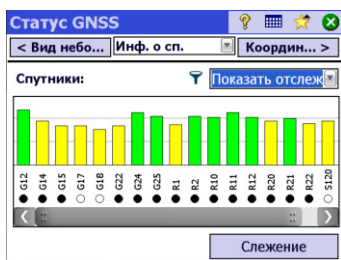 Статус GNSS
?
< Вид небо... Инф. о сп. Координ... >
Спутники: Показать отслеж
G12 G14 G15 G17 G18 G22 G24 G25 R1 R2 R10 R11 R12 R20 R21 R22 S120
Слежение